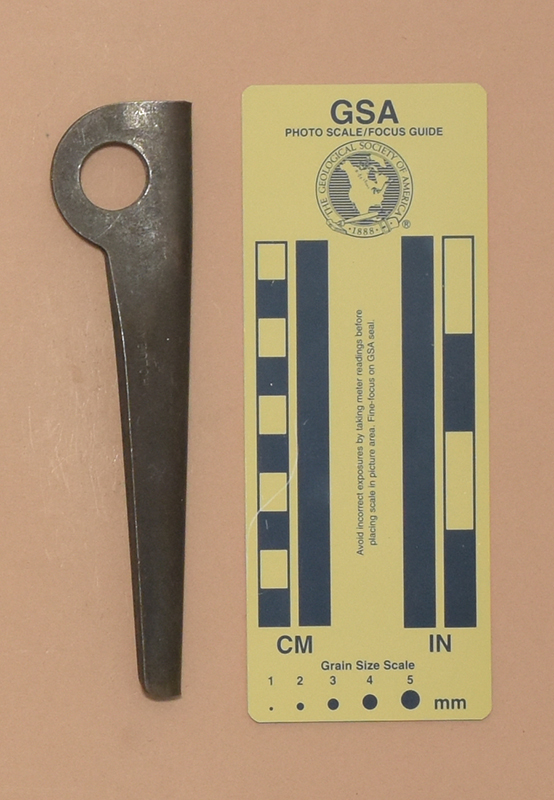 GSA
PHOTO SCALE/FOCUS GUIDE
THE GEOLOGICAL SOCIETY OF AMERICA
• 1888 •
®
Avoid incorrect exposures by taking meter readings before
placing scale in picture area. Fine-focus on GSA seal.
CM IN
Grain Size Scale
1 2 3 4 5
mm